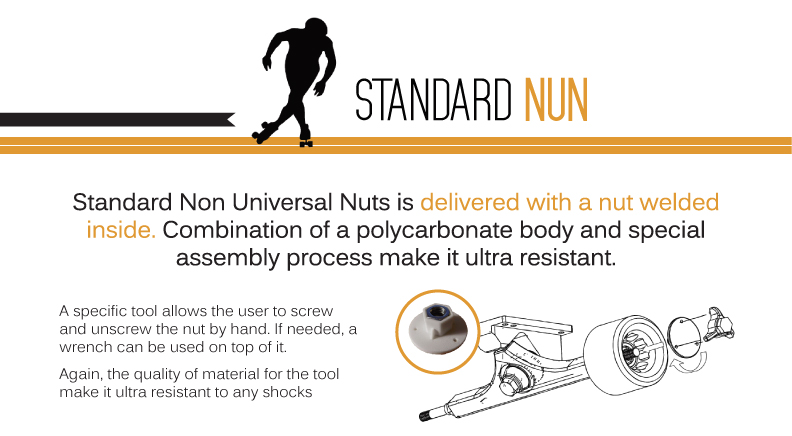 STANDARD NUN
Standard Non Universal Nuts is delivered with a nut welded
inside. Combination of a polycarbonate body and special
assembly process make it ultra resistant.
A specific tool allows the user to screw
and unscrew the nut by hand. If needed, a
wrench can be used on top of it.
Again, the quality of material for the tool
make it ultra resistant to any shocks